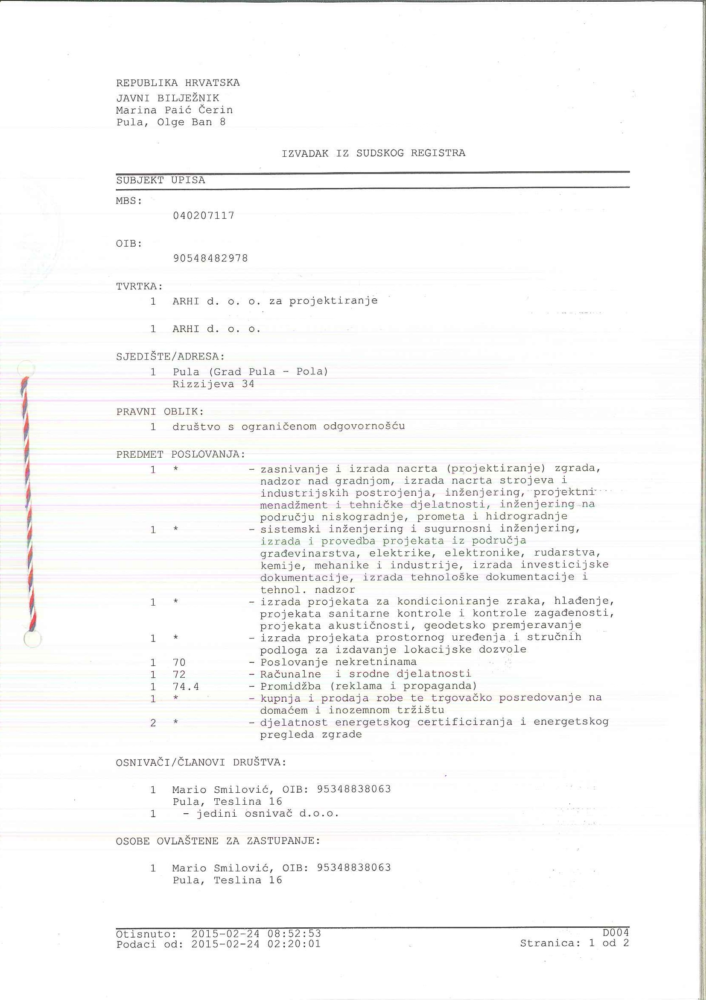 REPUBLIKA HRVATSKA
JAVNI BILJEŽNIK
Marina Paić Čerin
Pula, Olge Ban 8
IZVADAK IZ SUDSKOG REGISTRA
SUBJEKT UPISA
MBS:
040207117
OIB:
90548482978
TVRTKA:
1 ARHI d. o. o. za projektiranje
1 ARHI d. o. o.
SJEDIŠTE/ADRESA:
1 Pula (Grad Pula - Pola)
Rizzijeva 34
PRAVNI OBLIK:
1 društvo s ograničenom odgovornošću
PREDMET POSLOVANJA:
1 * - zasnivanje i izrada nacrta (projektiranje) zgrada,
nadzor nad gradnjom, izrada nacrta strojeva i
industrijskih postrojenja, inženjering, projektni
menadžment i tehničke djelatnosti, inženjering na
području niskogradnje, prometa i hidrogradnje
1 * - sistemski inženjering i sugurnosni inženjering,
izrada i provedba projekata iz područja
građevinarstva, elektrike, elektronike, rudarstva,
kemije, mehanike i industrije, izrada investicijske
dokumentacije, izrada tehnološke dokumentacije i
tehnol. nadzor
1 * - izrada projekata za kondicioniranje zraka, hlađenje,
projekata sanitarne kontrole i kontrole zagađenosti,
projekata akustičnosti, geodetsko premjeravanje
1 * - izrada projekata prostornog uređenja i stručnih
podloga za izdavanje lokacijske dozvole
1 70 - Poslovanje nekretninama
1 72 - Računalne i srodne djelatnosti
1 74.4 - Promidžba (reklama i propaganda)
1 * - kupnja i prodaja robe te trgovačko posredovanje na
domaćem i inozemnom tržištu
2 * - djelatnost energetskog certificiranja i energetskog
pregleda zgrade
OSNIVAČI/ČLANOVI DRUŠTVA:
1 Mario Smilović, OIB: 95348838063
Pula, Teslina 16
1 - jedini osnivač d.o.o.
OSOBE OVLAŠTENE ZA ZASTUPANJE:
1 Mario Smilović, OIB: 95348838063
Pula, Teslina 16
Otisnuto: 2015-02-24 08:52:53 D004
Podaci od: 2015-02-24 02:20:01 Stranica: 1 od 2